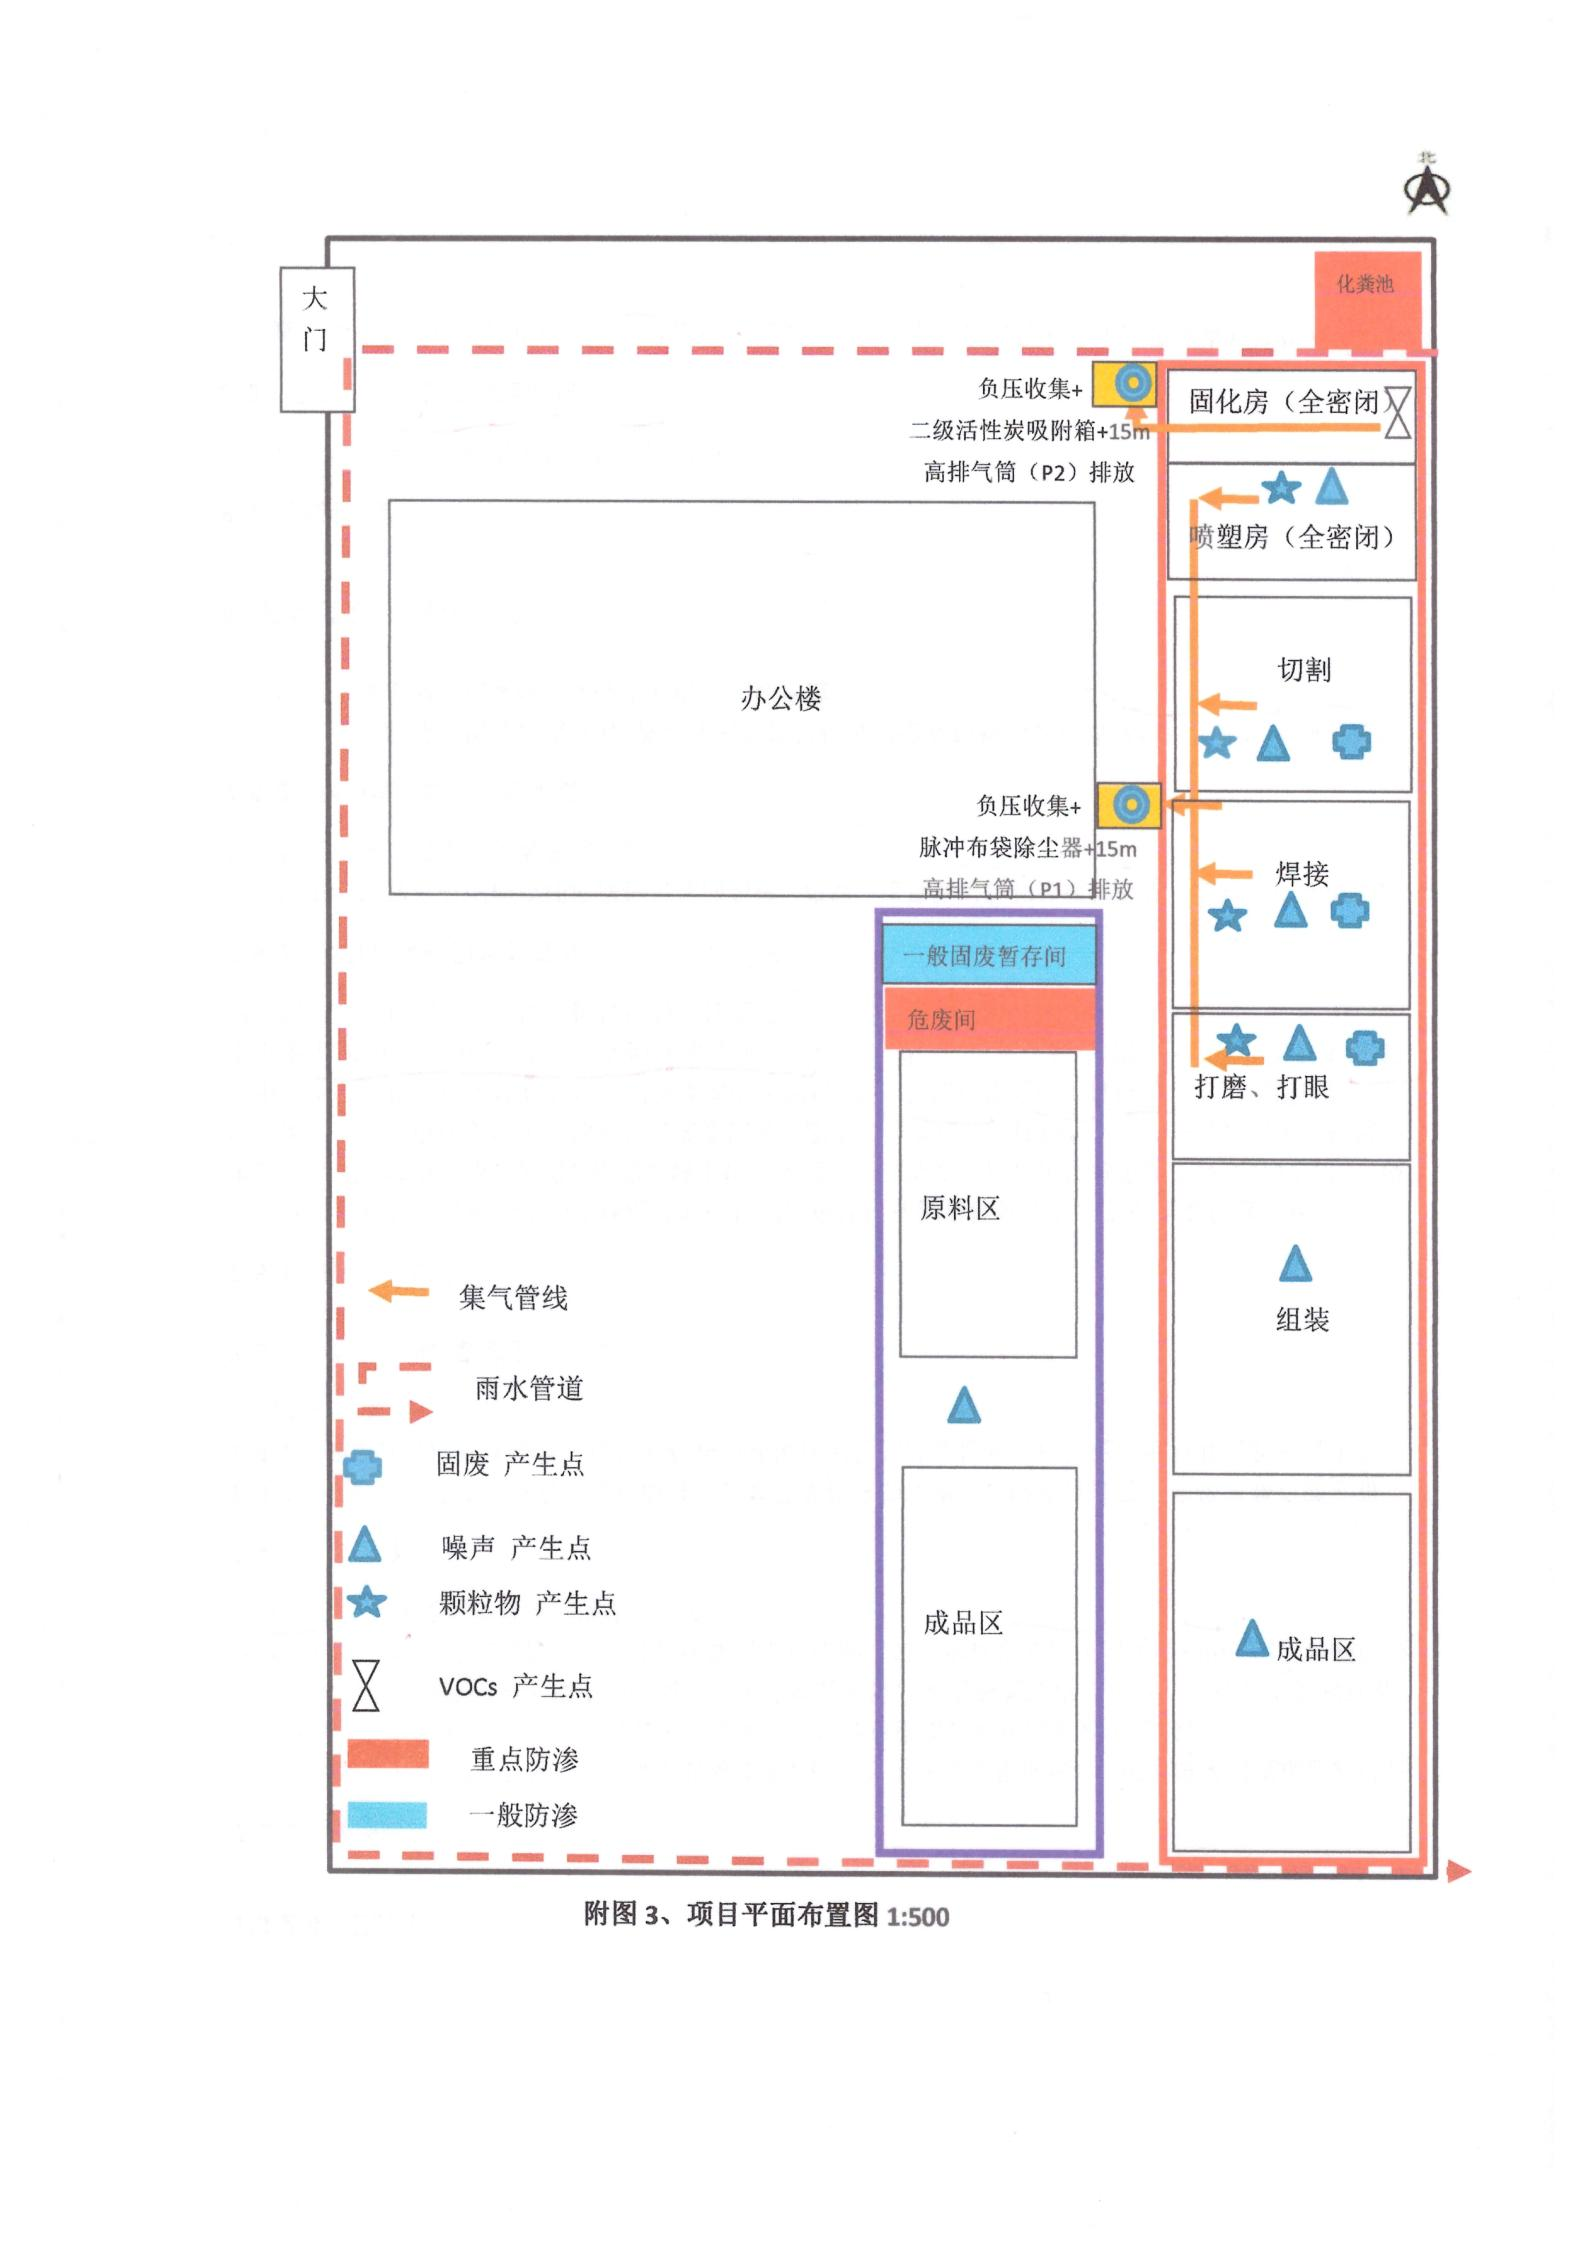 北
大
门
化粪池
负压收集+
二级活性炭吸附箱+15m
高排气筒（P2）排放
固化房（全密闭）
喷塑房（全密闭）
切割
办公楼
负压收集+
脉冲布袋除尘器+15m
高排气筒（P1）排放
焊接
一般固废暂存间
危废间
打磨、打眼
原料区
组装
成品区
成品区
集气管线
雨水管道
固废 产生点
噪声 产生点
颗粒物 产生点
VOCs 产生点
重点防渗
一般防渗
附图 3、项目平面布置图 1:500